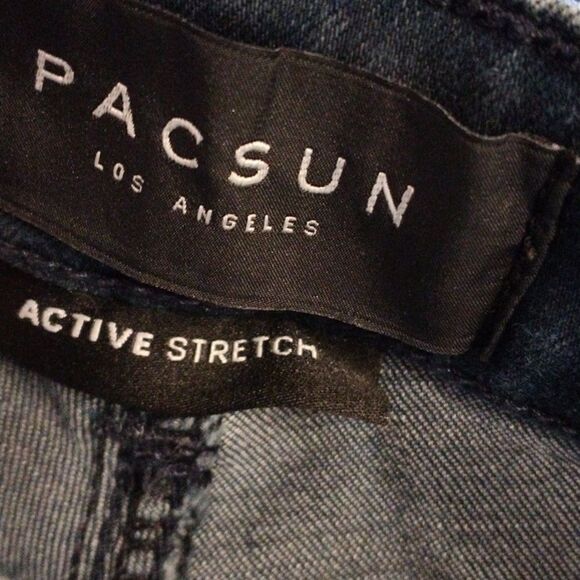 PACSUN
LOS ANGELES
ACTIVE STRETCH